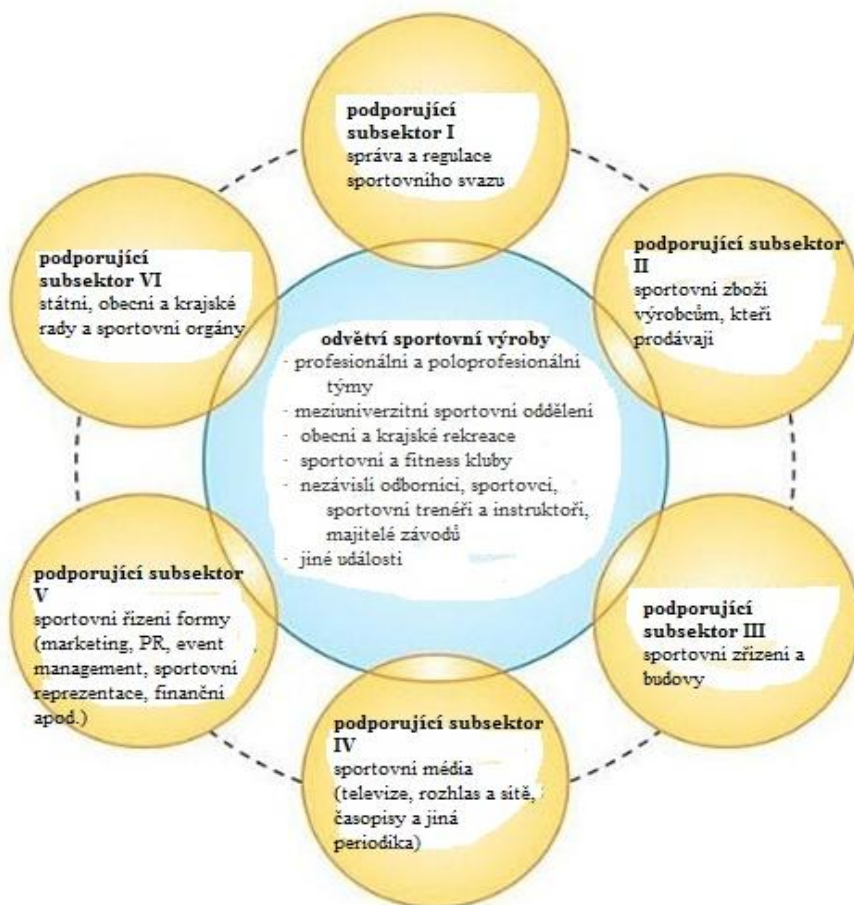 podporující
subsektor I
správa a regulace
sportovního svazu
podporující subsektor
II
sportovní zboží
výrobcům, kteří
prodávají
podporující
subsektor III
sportovní zřízení a
budovy
podporující subsektor
IV
sportovní média
(televize, rozhlas a sítě,
časopisy a jiná
periodika)
podporující subsektor
V
sportovní řízení formy
(marketing, PR, event
management, sportovní
reprezentace, finanční
apod.)
podporující
subsektor VI
státní, obecní a krajské
rady a sportovní orgány
odvětví sportovní výroby
- profesionální a poloprofesionální
týmy
- meziuniverzitní sportovní oddělení
- obecní a krajské rekreace
- sportovní a fitness kluby
- nezávislí odborníci, sportovci,
sportovní trenéři a instruktoři,
majitelé závodů
- jiné události